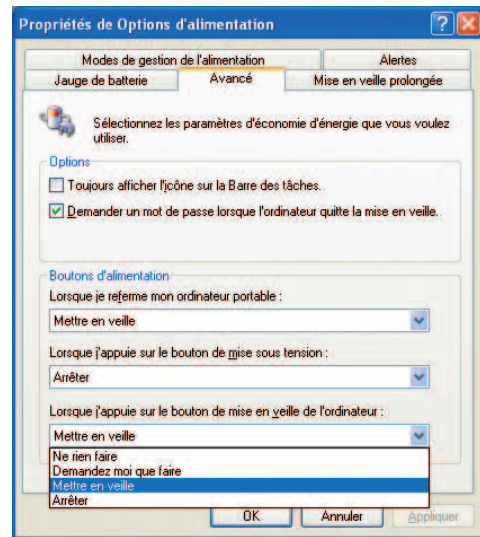 Propriétés de Options d'alimentation
Modes de gestion de l'alimentation Alertes
Jauge de batterie Avancé Mise en veille prolongée
Sélectionnez les paramètres d'économie d'énergie que vous voulez
utiliser.
Options
Toujours afficher l'icône sur la Barre des tâches.
Demander un mot de passe lorsque l'ordinateur quitte la mise en veille.
Boutons d'alimentation
Lorsque je referme mon ordinateur portable :
Mettre en veille
Lorsque j'appuie sur le bouton de mise sous tension :
Arrêter
Lorsque j'appuie sur le bouton de mise en veille de l'ordinateur :
Mettre en veille
Ne rien faire
Demandez moi que faire
Mettre en veille
Arrêter
OK Annuler Appliquer